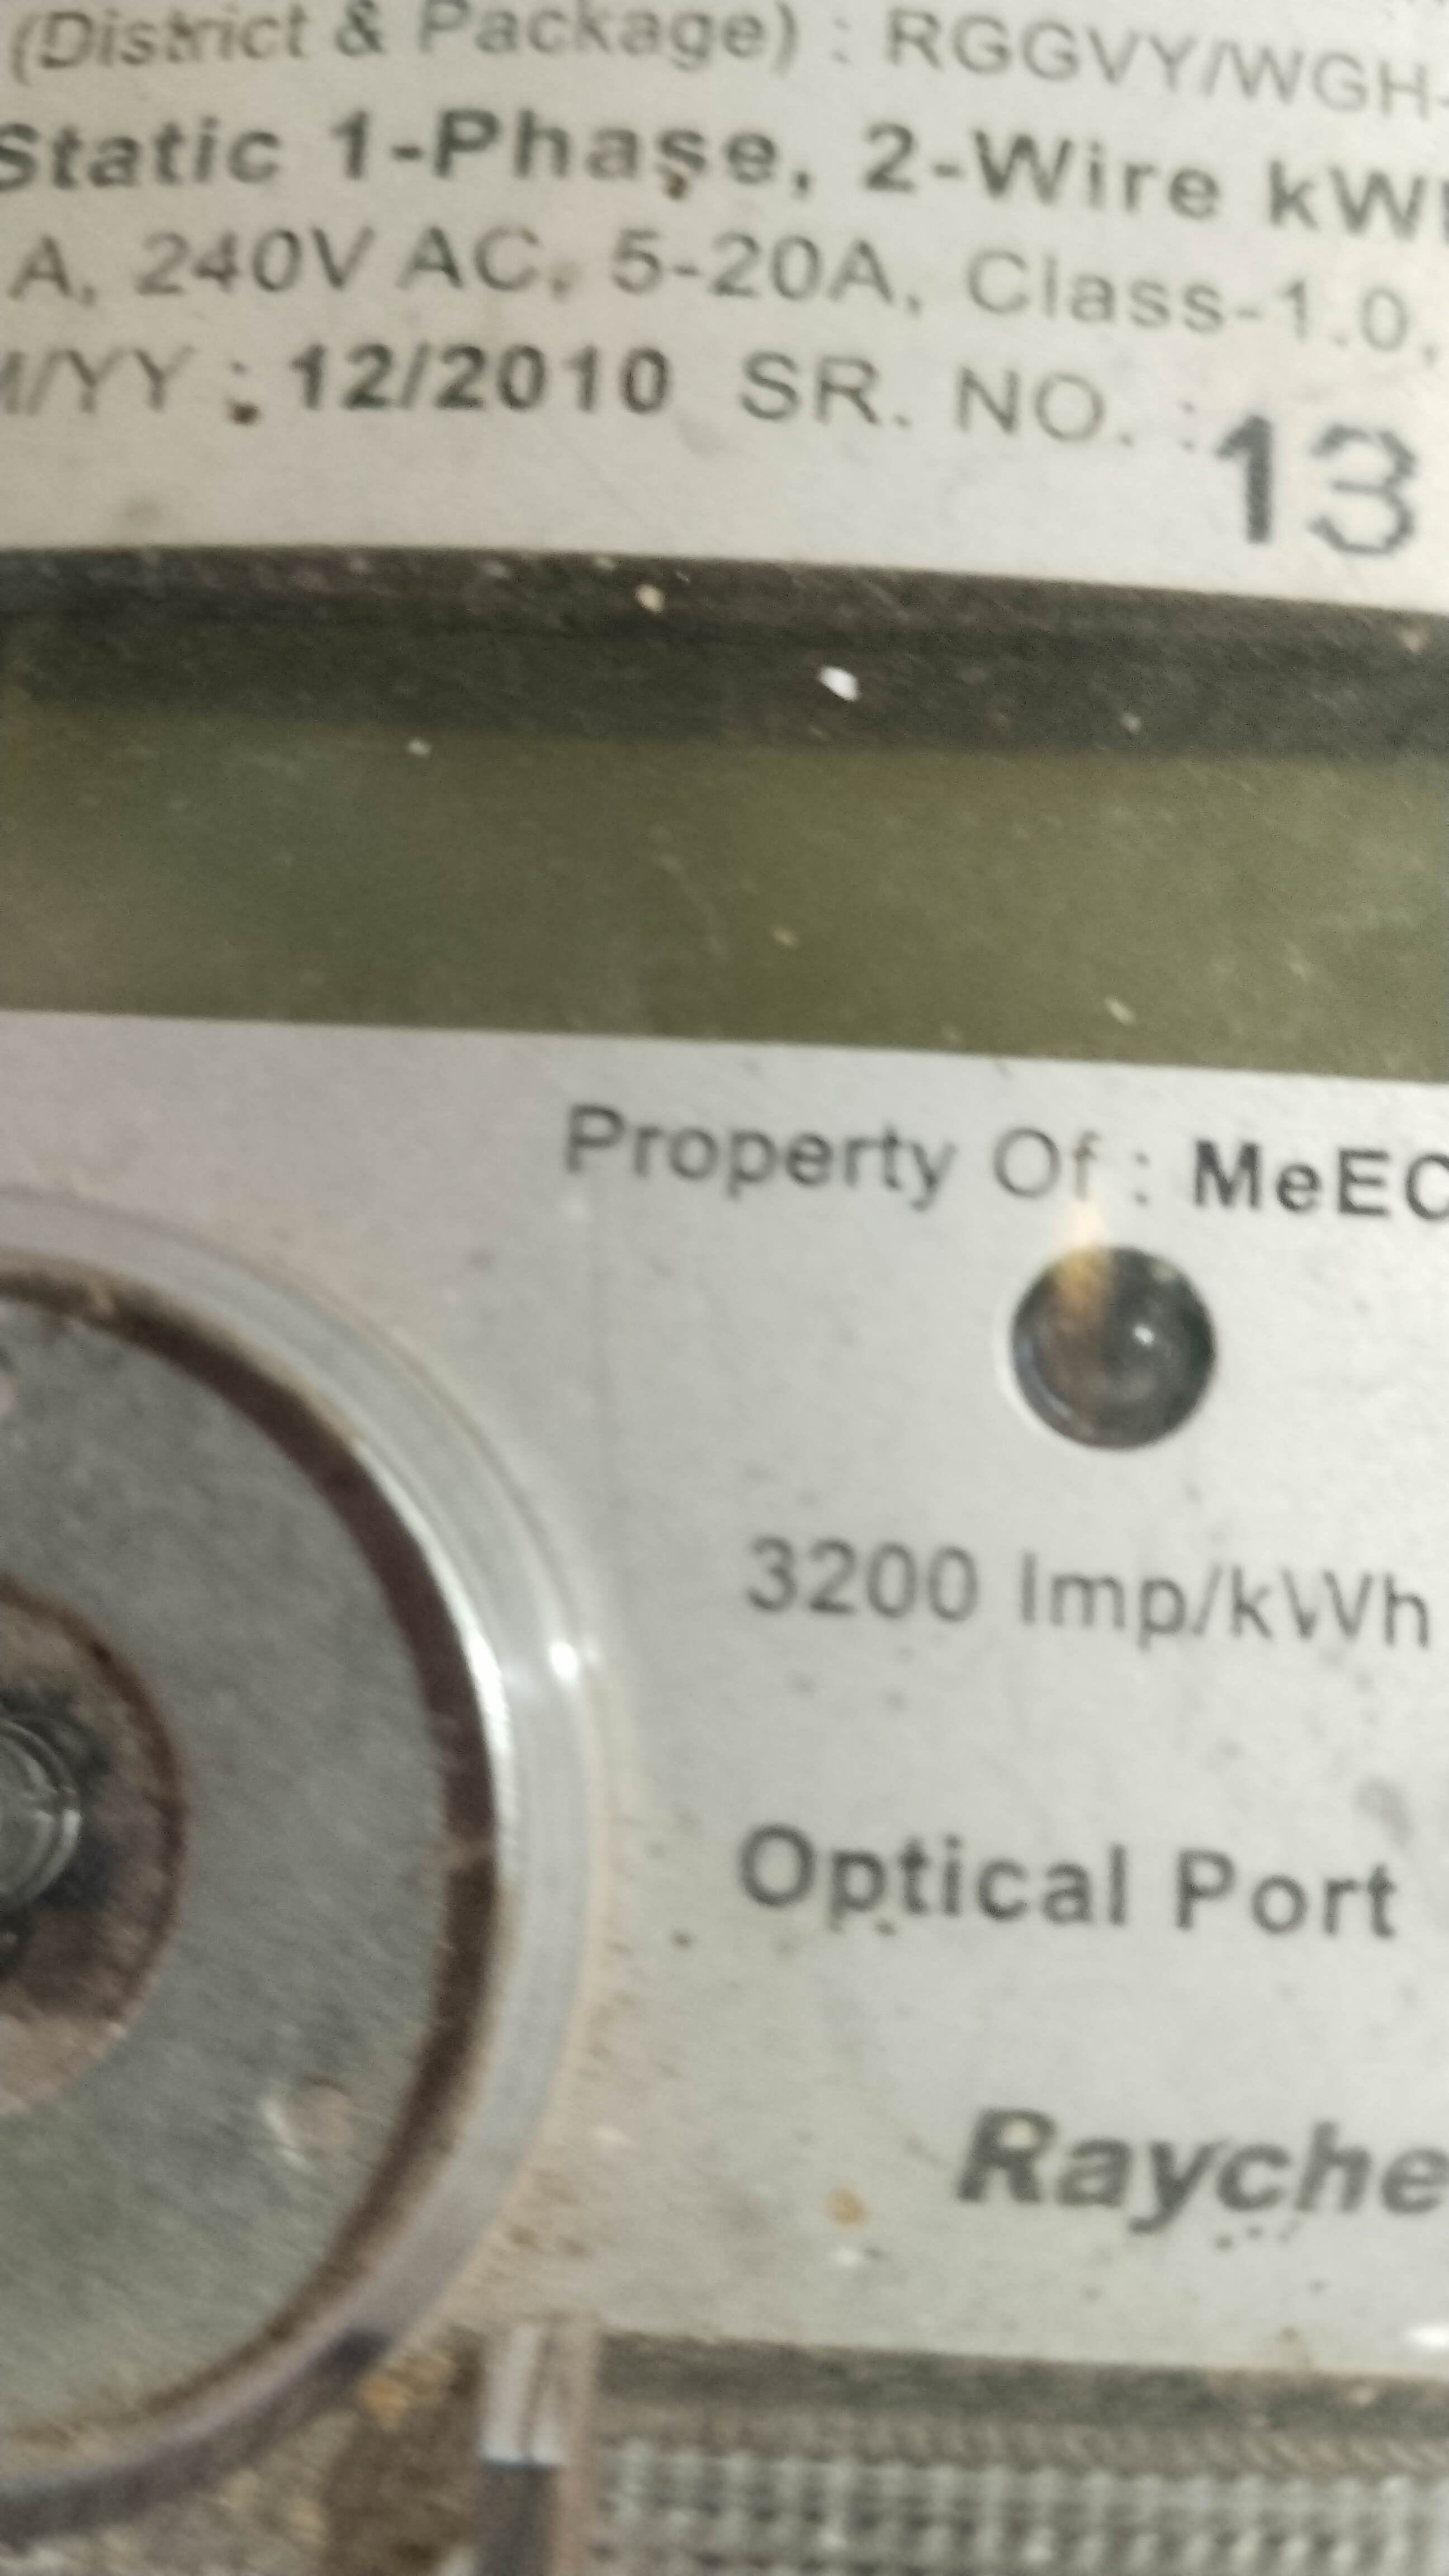 (District & Package) : RGGVY/WGH-
Static 1-Phase, 2-Wire kW
A, 240V AC, 5-20A, Class-1.0,
/YY : 12/2010 SR. NO. : 13
Property Of : MeEC
3200 Imp/kWh
Optical Port
Rayche